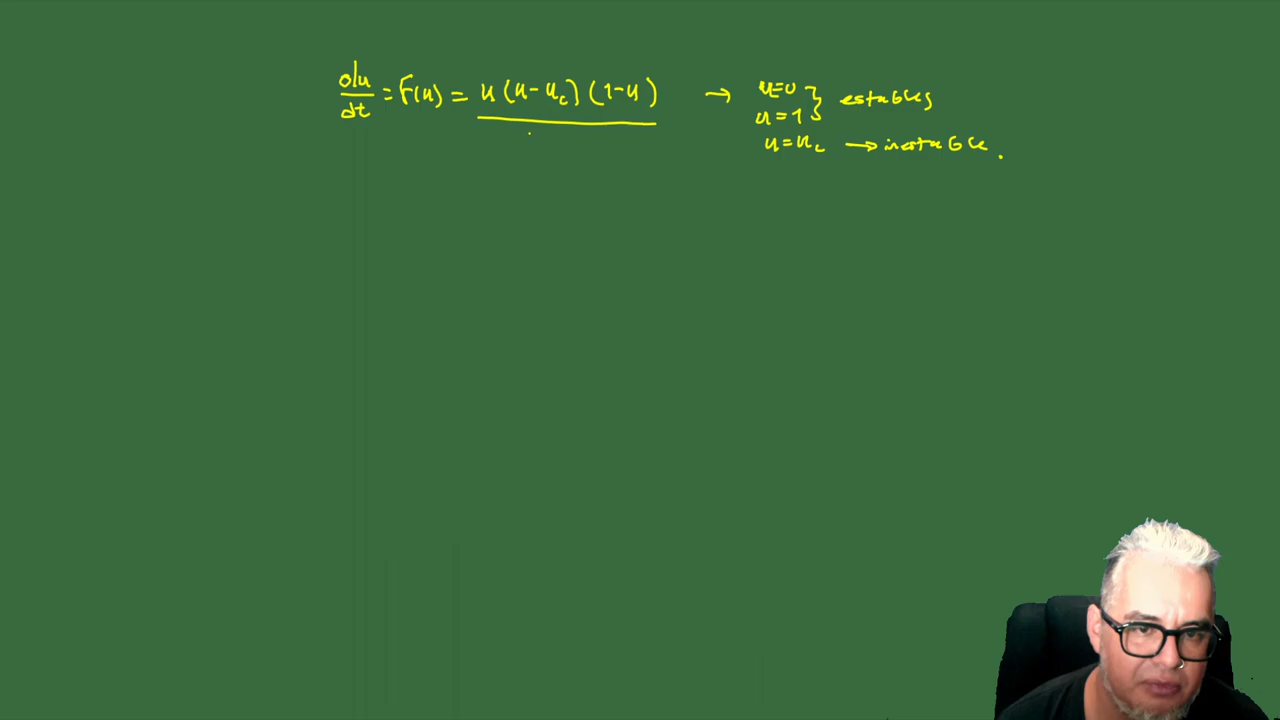 du/dt = F(u) = u(u-u_c)(1-u) → u=0
u=1 } estables
u=u_c → inestable.